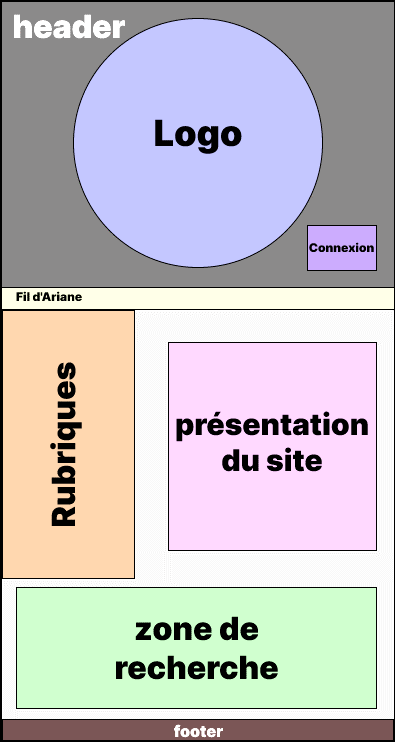 header
Logo
Connexion
Fil d'Ariane
Rubriques
présentation
du site
zone de
recherche
footer